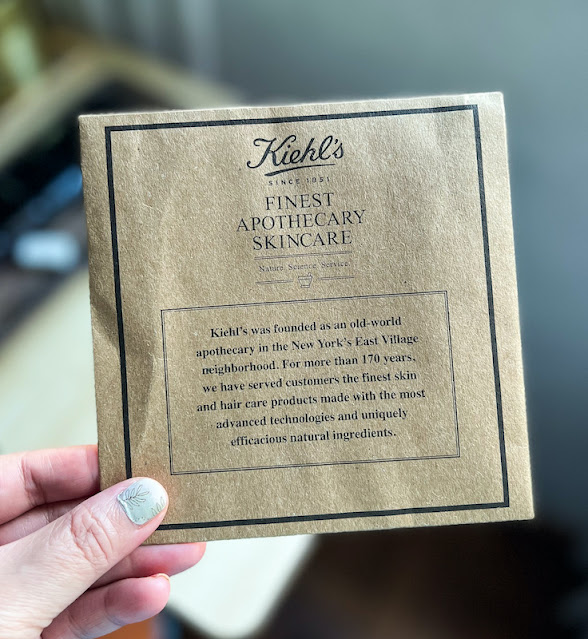 Kiehl's
SINCE 1851
FINEST
APOTHECARY
SKINCARE
Nature. Science. Service.
Kiehl's was founded as an old-world
apothecary in the New York's East Village
neighborhood. For more than 170 years,
we have served customers the finest skin
and hair care products made with the most
advanced technologies and uniquely
efficacious natural ingredients.